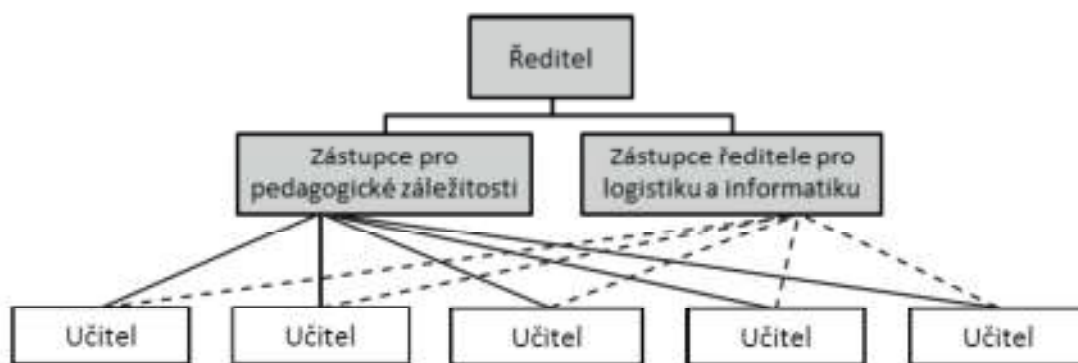 Ředitel
Zástupce pro
pedagogické záležitosti
Zástupce ředitele pro
logistiku a informatiku
Učitel
Učitel
Učitel
Učitel
Učitel